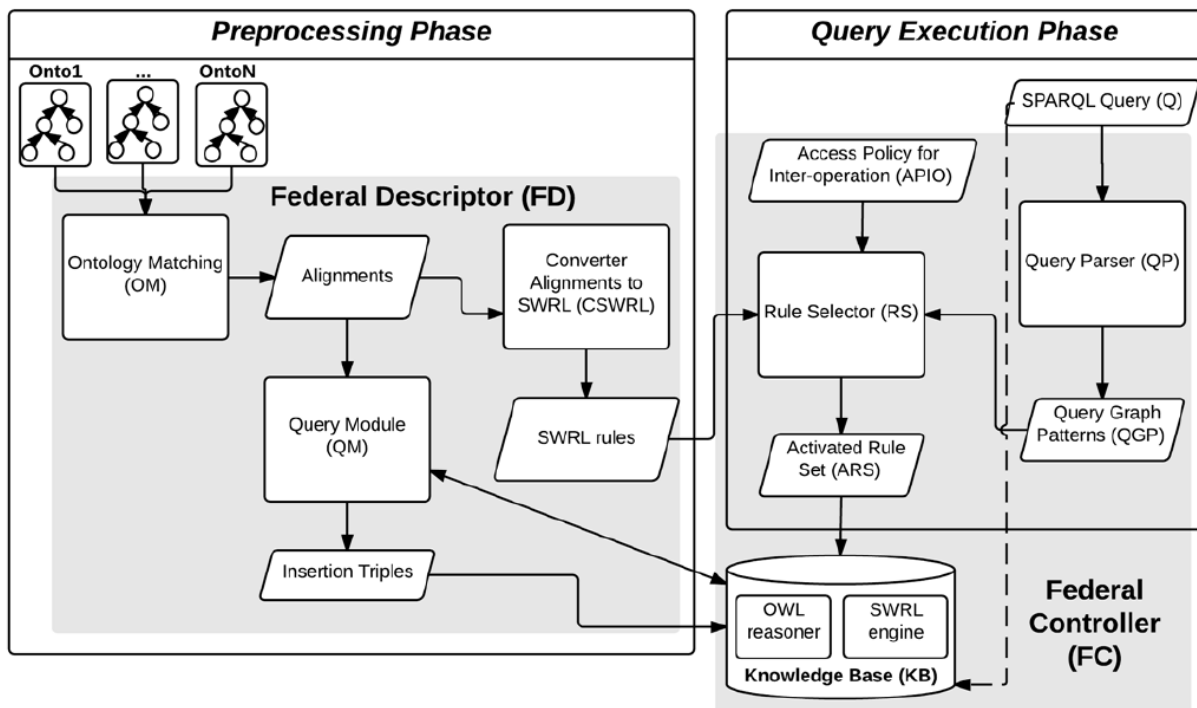 Preprocessing Phase
Onto1
...
OntoN
Federal Descriptor (FD)
Ontology Matching
(OM)
Alignments
Converter
Alignments to
SWRL (CSWRL)
Query Module
(QM)
SWRL rules
Insertion Triples
Query Execution Phase
SPARQL Query (Q)
Access Policy for
Inter-operation (APIO)
Query Parser (QP)
Rule Selector (RS)
Query Graph
Patterns (QGP)
Activated Rule
Set (ARS)
OWL
reasoner
SWRL
engine
Knowledge Base (KB)
Federal
Controller
(FC)